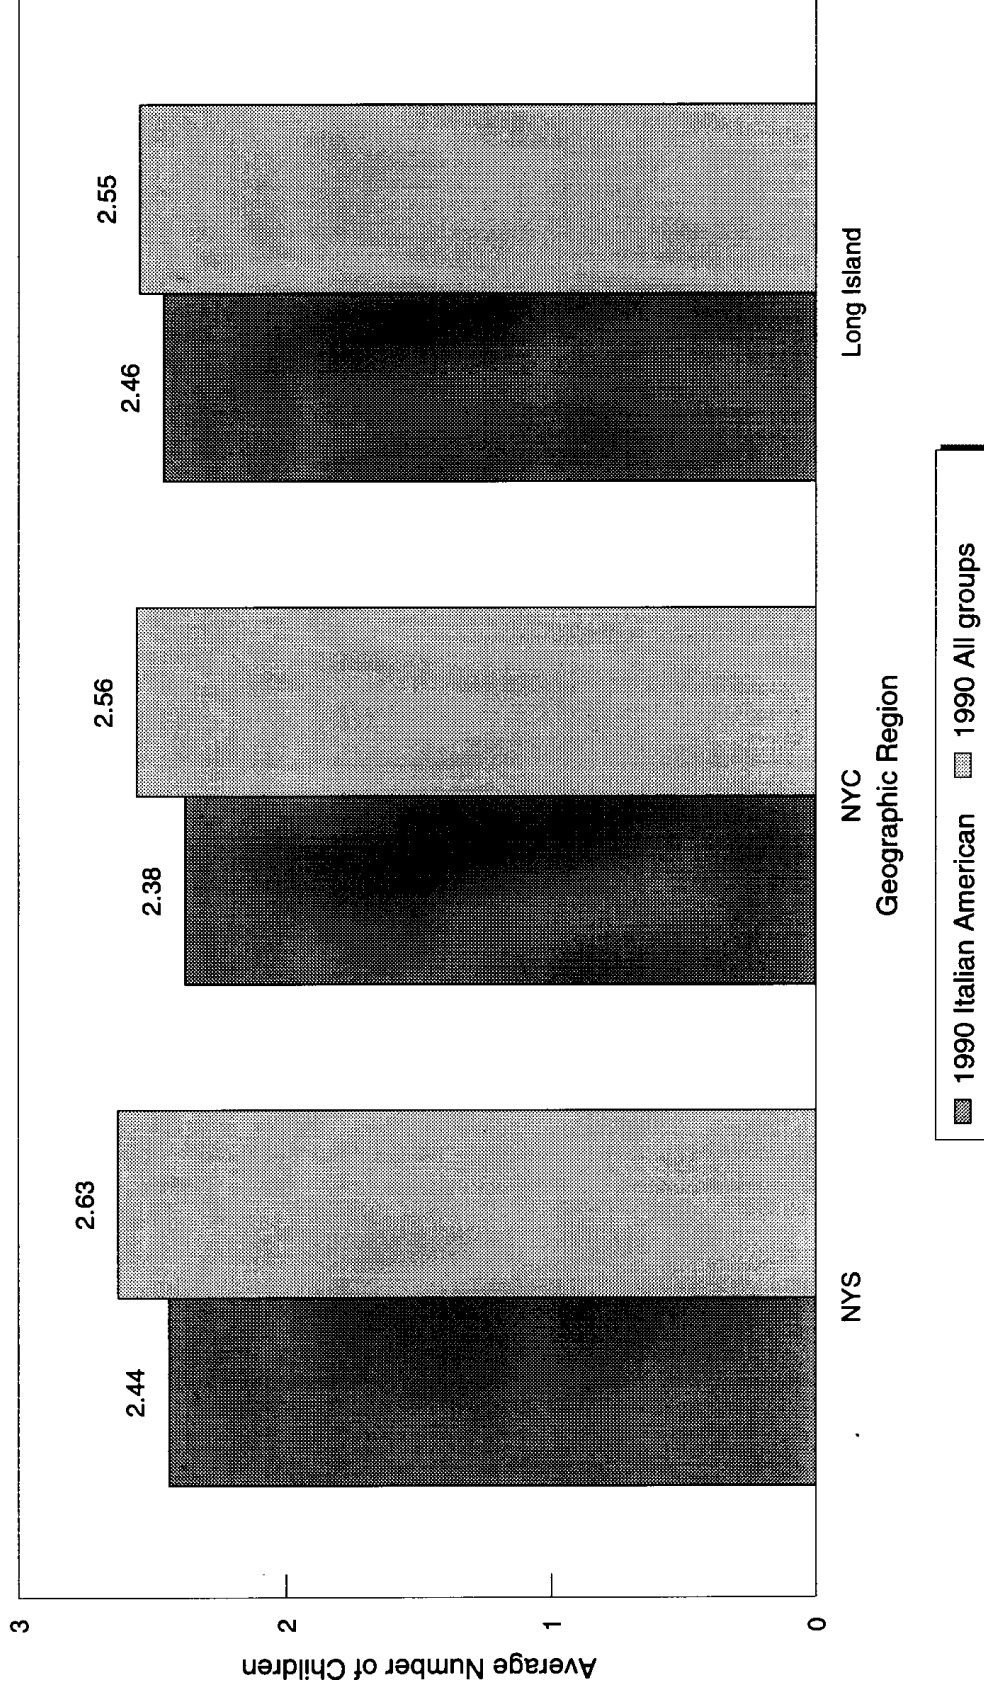 Average Number of Children
3
2
1
0
2.44
2.63
2.38
2.56
2.46
2.55
NYS
NYC
Long Island
Geographic Region
1990 Italian American
1990 All groups